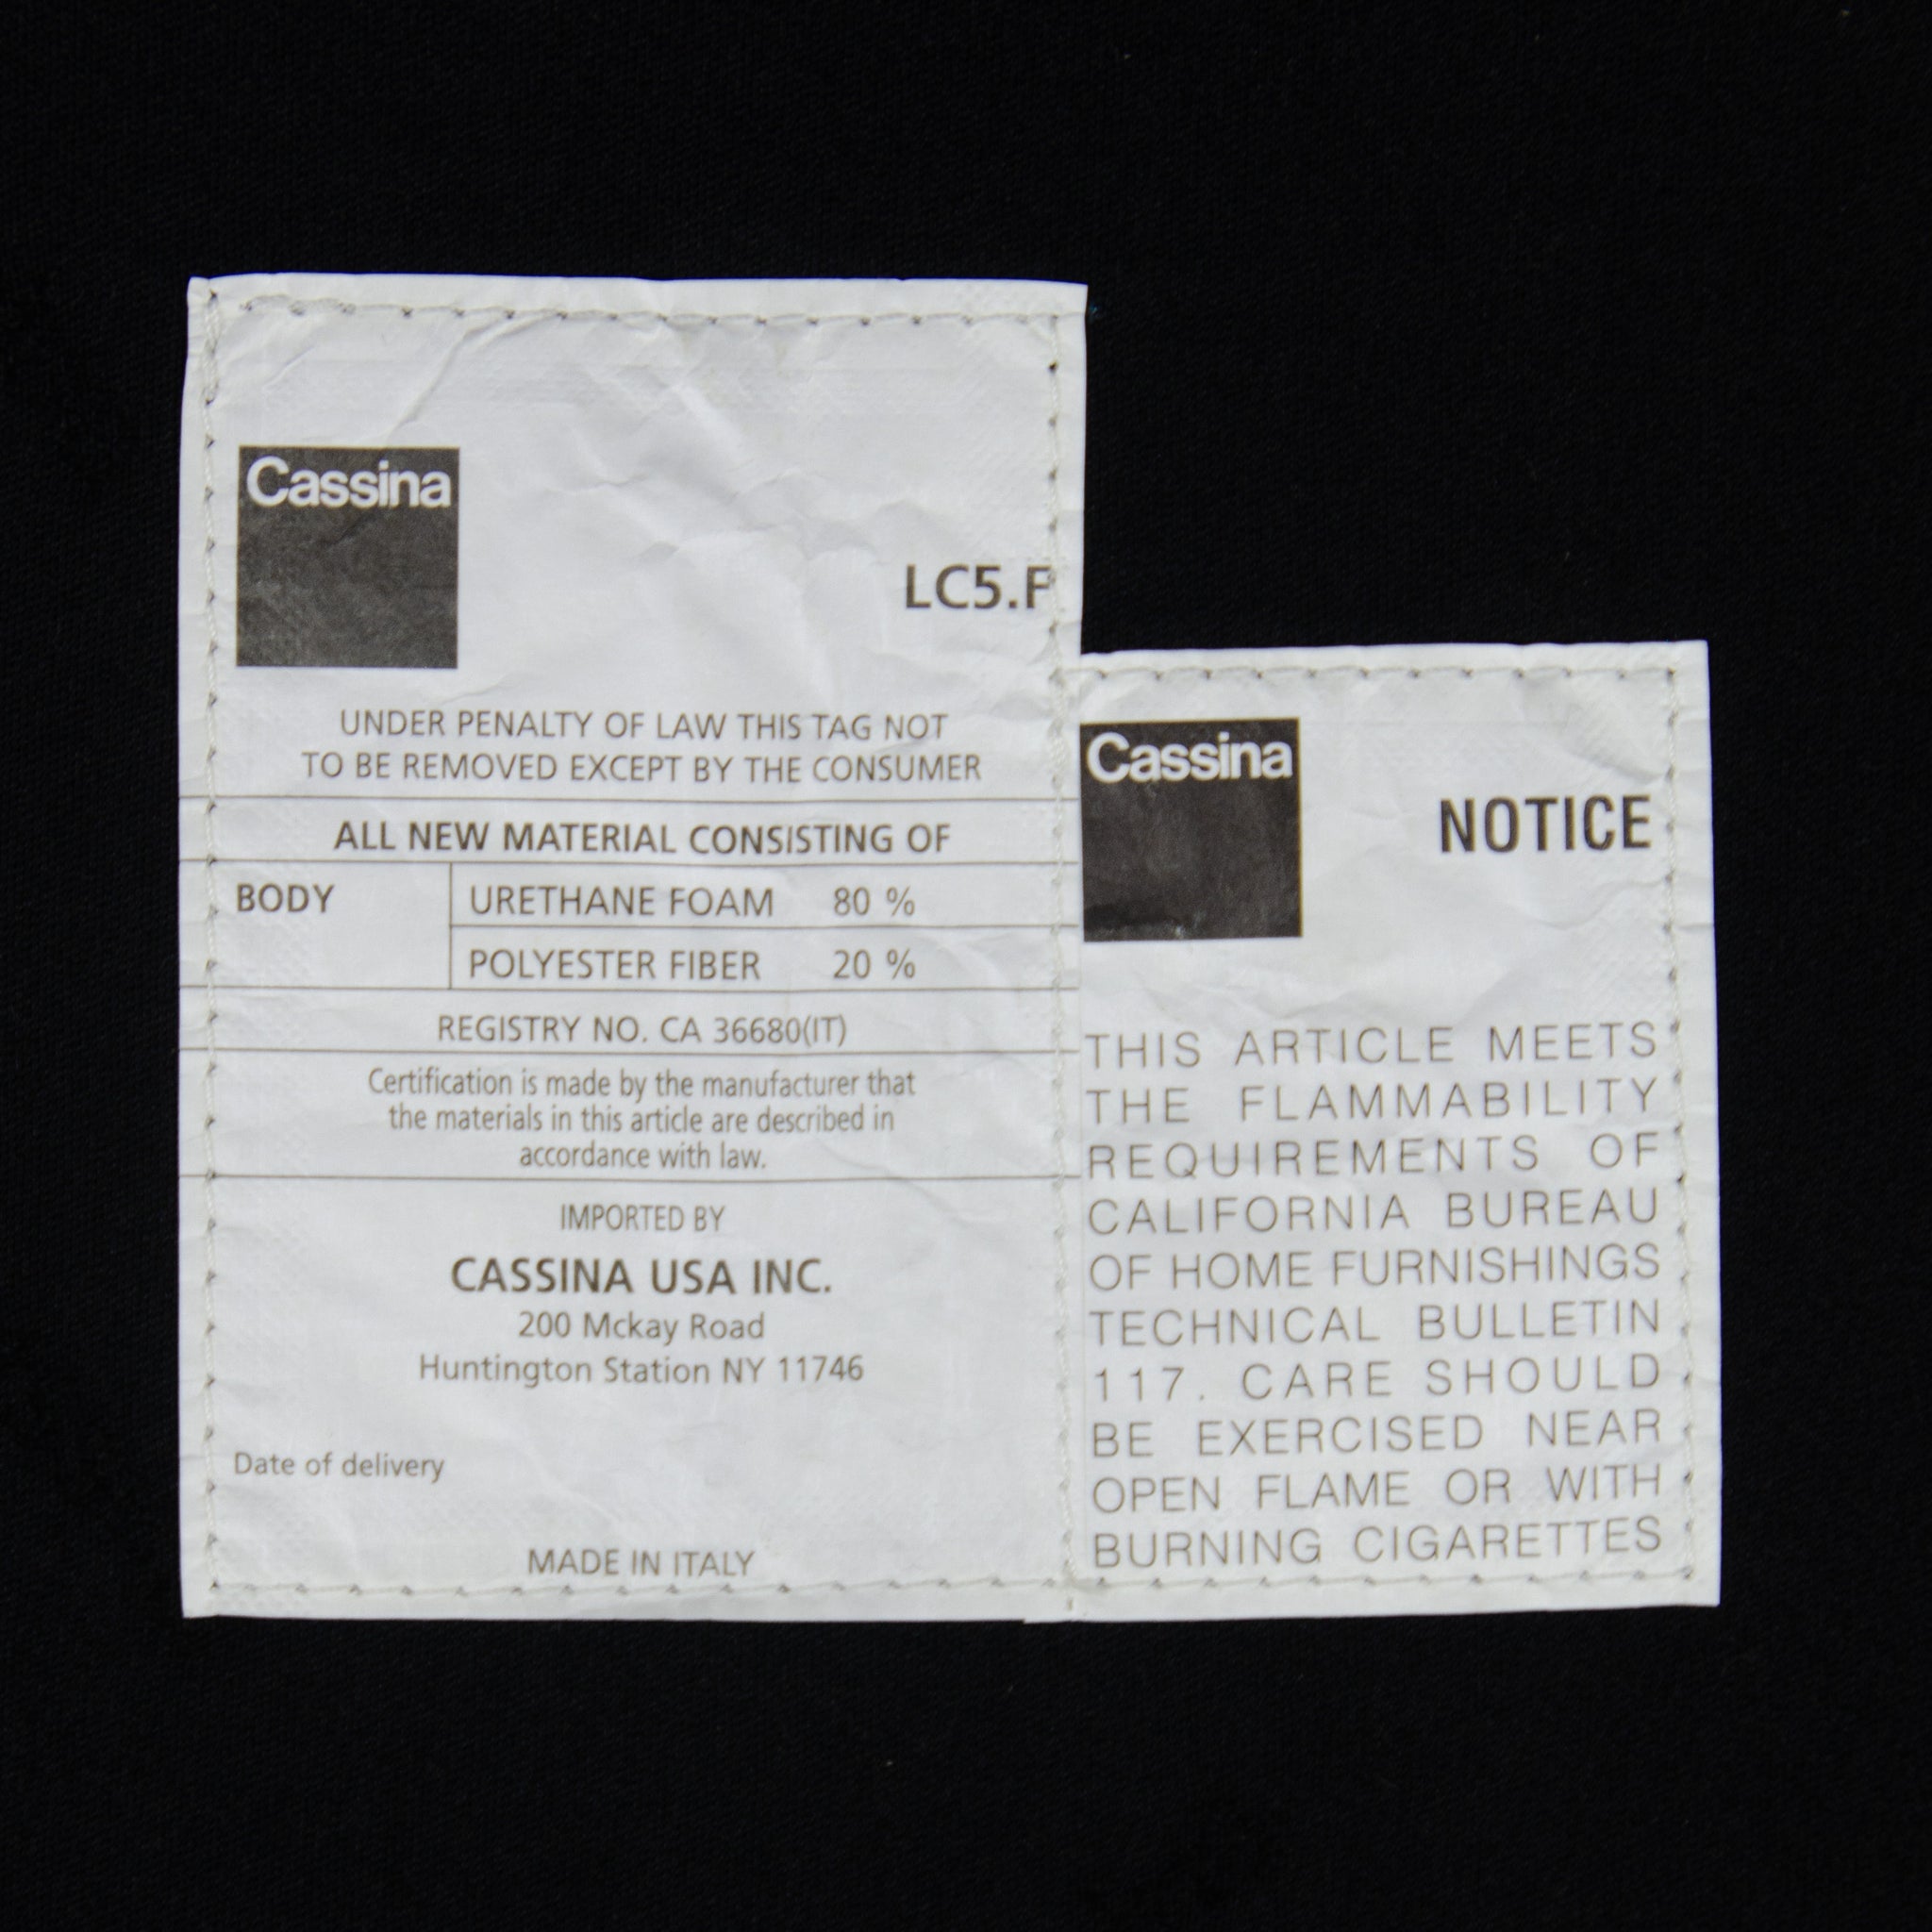 Cassina
LC5.F
UNDER PENALTY OF LAW THIS TAG NOT
TO BE REMOVED EXCEPT BY THE CONSUMER
ALL NEW MATERIAL CONSISTING OF
BODY
URETHANE FOAM 80 %
POLYESTER FIBER 20 %
REGISTRY NO. CA 36680(IT)
Certification is made by the manufacturer that
the materials in this article are described in
accordance with law.
IMPORTED BY
CASSINA USA INC.
200 Mckay Road
Huntington Station NY 11746
Date of delivery
MADE IN ITALY
Cassina
NOTICE
THIS ARTICLE MEETS
THE FLAMMABILITY
REQUIREMENTS OF
CALIFORNIA BUREAU
OF HOME FURNISHINGS
TECHNICAL BULLETIN
117. CARE SHOULD
BE EXERCISED NEAR
OPEN FLAME OR WITH
BURNING CIGARETTES